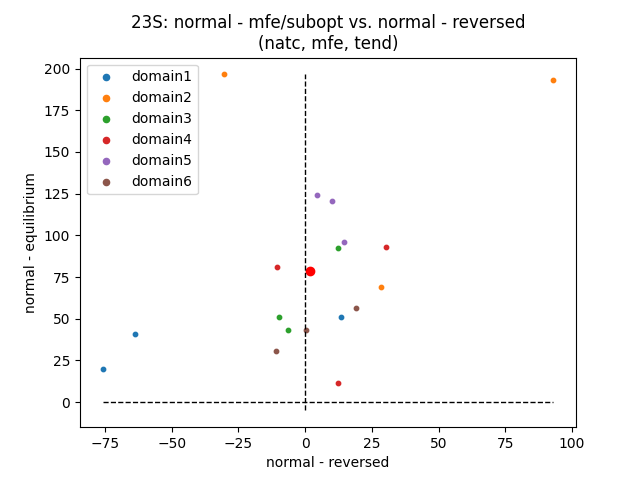 23S: normal - mfe/subopt vs. normal - reversed
(natc, mfe, tend)
domain1
domain2
domain3
domain4
domain5
domain6
200
175
150
125
100
75
50
25
0
normal - equilibrium
−75
−50
−25
0
25
50
75
100
normal - reversed